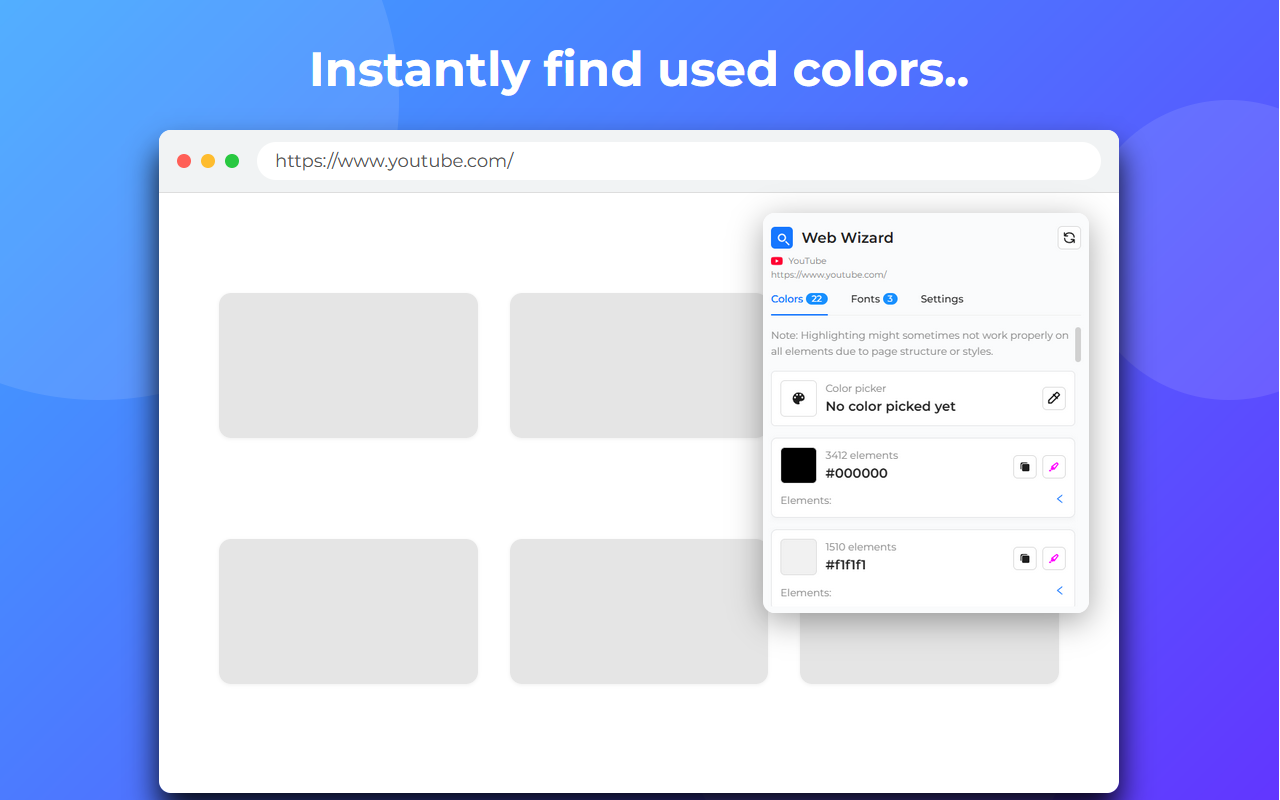 Instantly find used colors..
https://www.youtube.com/
Web Wizard
YouTube
https://www.youtube.com/
Colors 22 Fonts 3 Settings
Note: Highlighting might sometimes not work properly on
all elements due to page structure or styles.
Color picker
No color picked yet
3412 elements
#000000
Elements:
1510 elements
#f1f1f1
Elements: